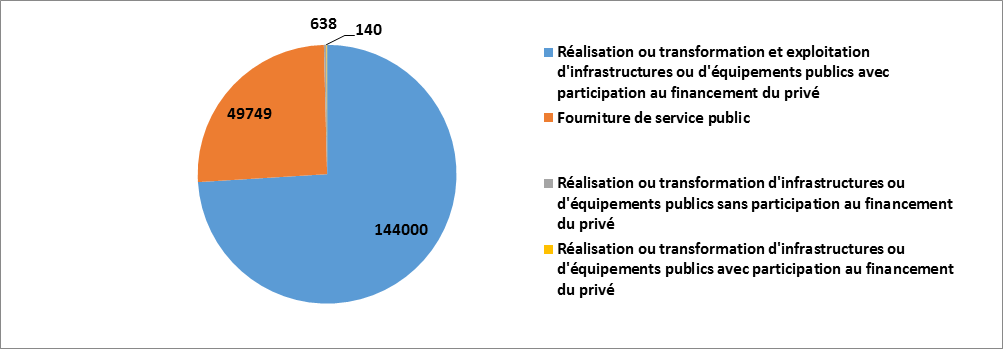 638
140
49749
144000
Réalisation ou transformation et exploitation
d'infrastructures ou d'équipements publics avec
participation au financement du privé
Fourniture de service public
Réalisation ou transformation d'infrastructures ou
d'équipements publics sans participation au financement
du privé
Réalisation ou transformation d'infrastructures ou
d'équipements publics avec participation au financement
du privé